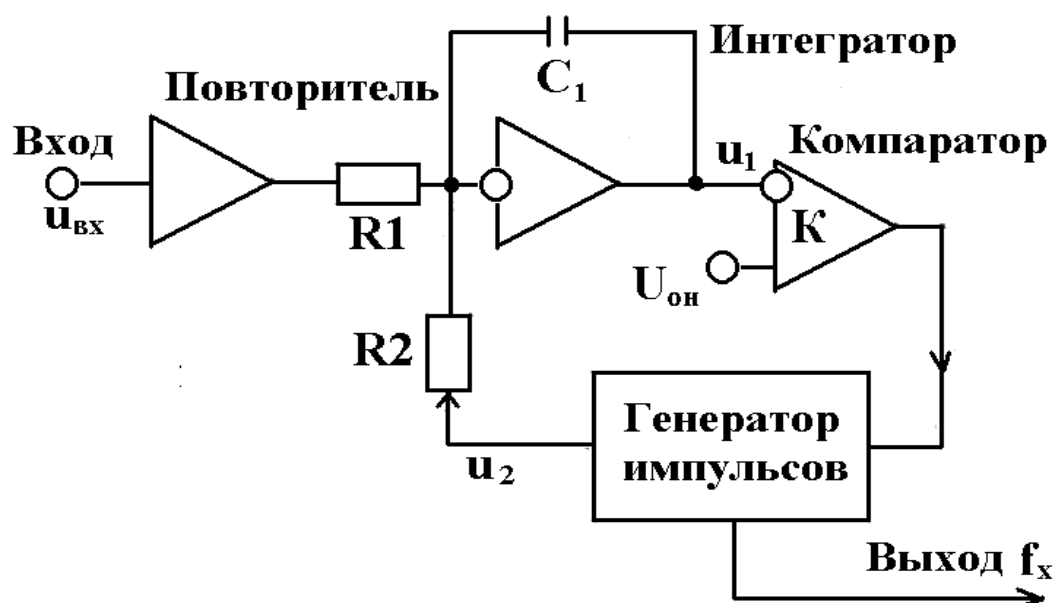 Интегратор
C1
Повторитель
Вход
u1
Компаратор
uвх
R1
К
Uон
R2
Генератор
импульсов
u2
Выход fx